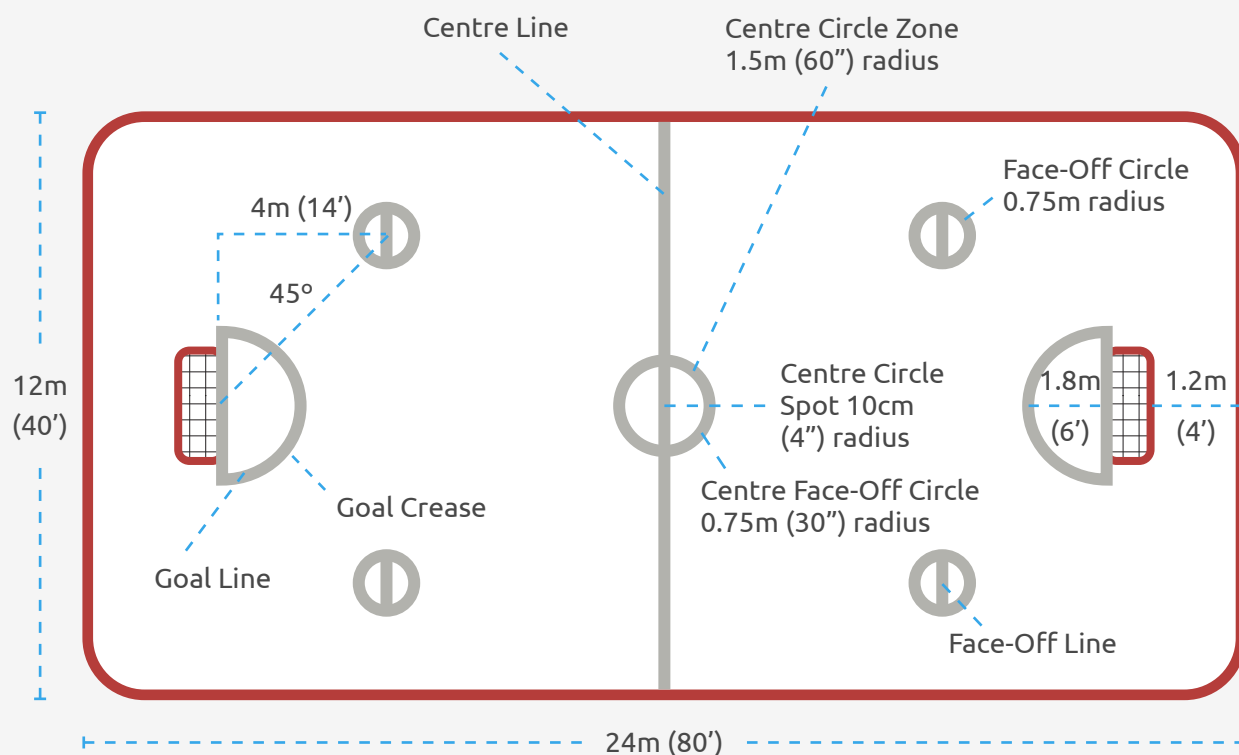 Centre Line
Centre Circle Zone
1.5m (60”) radius
Face-Off Circle
0.75m radius
4m (14’)
45°
12m
(40’)
Centre Circle
Spot 10cm
(4”) radius
1.8m
(6’)
1.2m
(4’)
Centre Face-Off Circle
0.75m (30”) radius
Goal Crease
Goal Line
Face-Off Line
24m (80’)